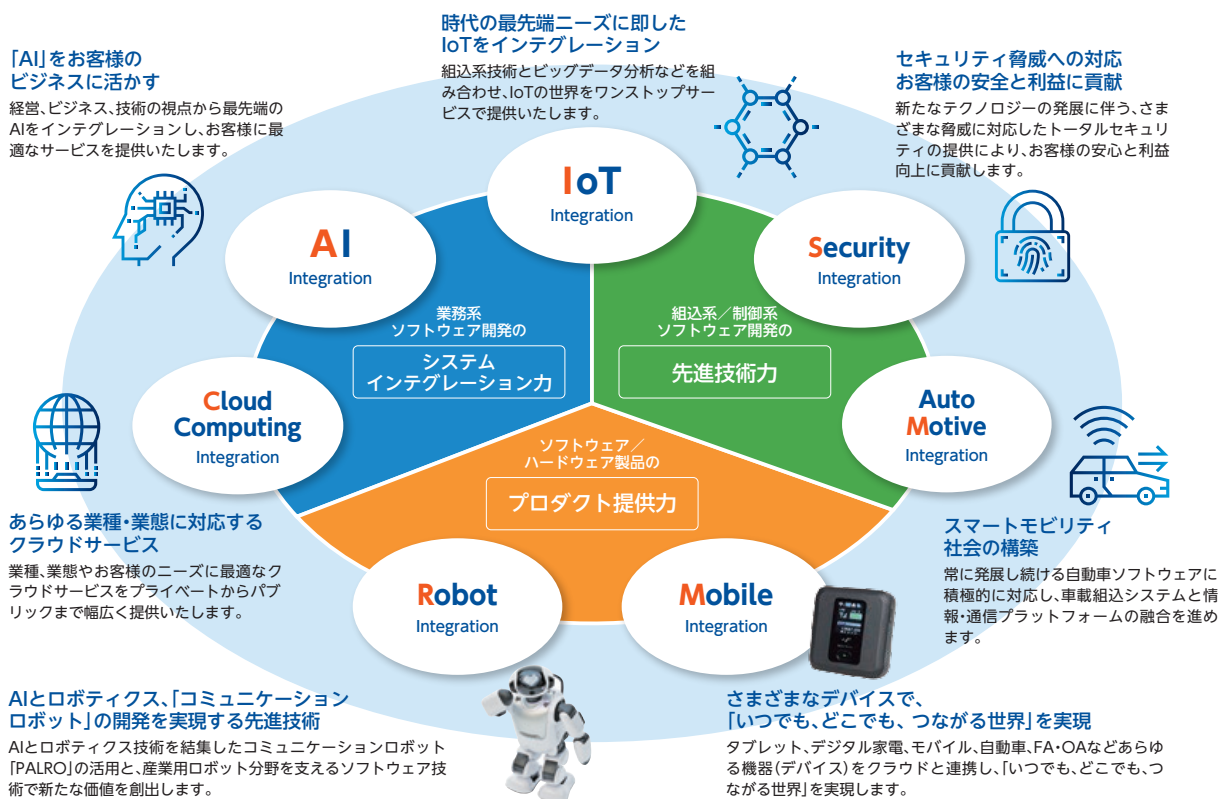 時代の最先端ニーズに即した
IoTをインテグレーション
組込系技術とビッグデータ分析などを組
み合わせ、IoTの世界をワンストップサー
ビスで提供いたします。
「AI」をお客様の
ビジネスに活かす
経営、ビジネス、技術の視点から最先端の
AIをインテグレーションし、お客様に最
適なサービスを提供いたします。
セキュリティ脅威への対応
お客様の安全と利益に貢献
新たなテクノロジーの発展に伴う、さま
ざまな脅威に対応したトータルセキュリ
ティの提供により、お客様の安心と利益
向上に貢献します。
IoT
Integration
AI
Integration
Security
Integration
業務系
ソフトウェア開発の
システム
インテグレーション力
組込系／制御系
ソフトウェア開発の
先進技術力
Cloud
Computing
Integration
Auto
Motive
Integration
ソフトウェア／
ハードウェア製品の
プロダクト提供力
あらゆる業種・業態に対応する
クラウドサービス
業種、業態やお客様のニーズに最適なク
ラウドサービスをプライベートからパブ
リックまで幅広く提供いたします。
スマートモビリティ
社会の構築
常に発展し続ける自動車ソフトウェアに
積極的に対応し、車載組込システムと情
報・通信プラットフォームの融合を進め
ます。
Robot
Integration
Mobile
Integration
AIとロボティクス、「コミュニケーション
ロボット」の開発を実現する先進技術
AIとロボティクス技術を結集したコミュニケーションロボット
「PALRO」の活用と、産業用ロボット分野を支えるソフトウェア技
術で新たな価値を創出します。
さまざまなデバイスで、
「いつでも、どこでも、つながる世界」を実現
タブレット、デジタル家電、モバイル、自動車、FA・OAなどあらゆ
る機器（デバイス）をクラウドと連携し、「いつでも、どこでも、つ
ながる世界」を実現します。